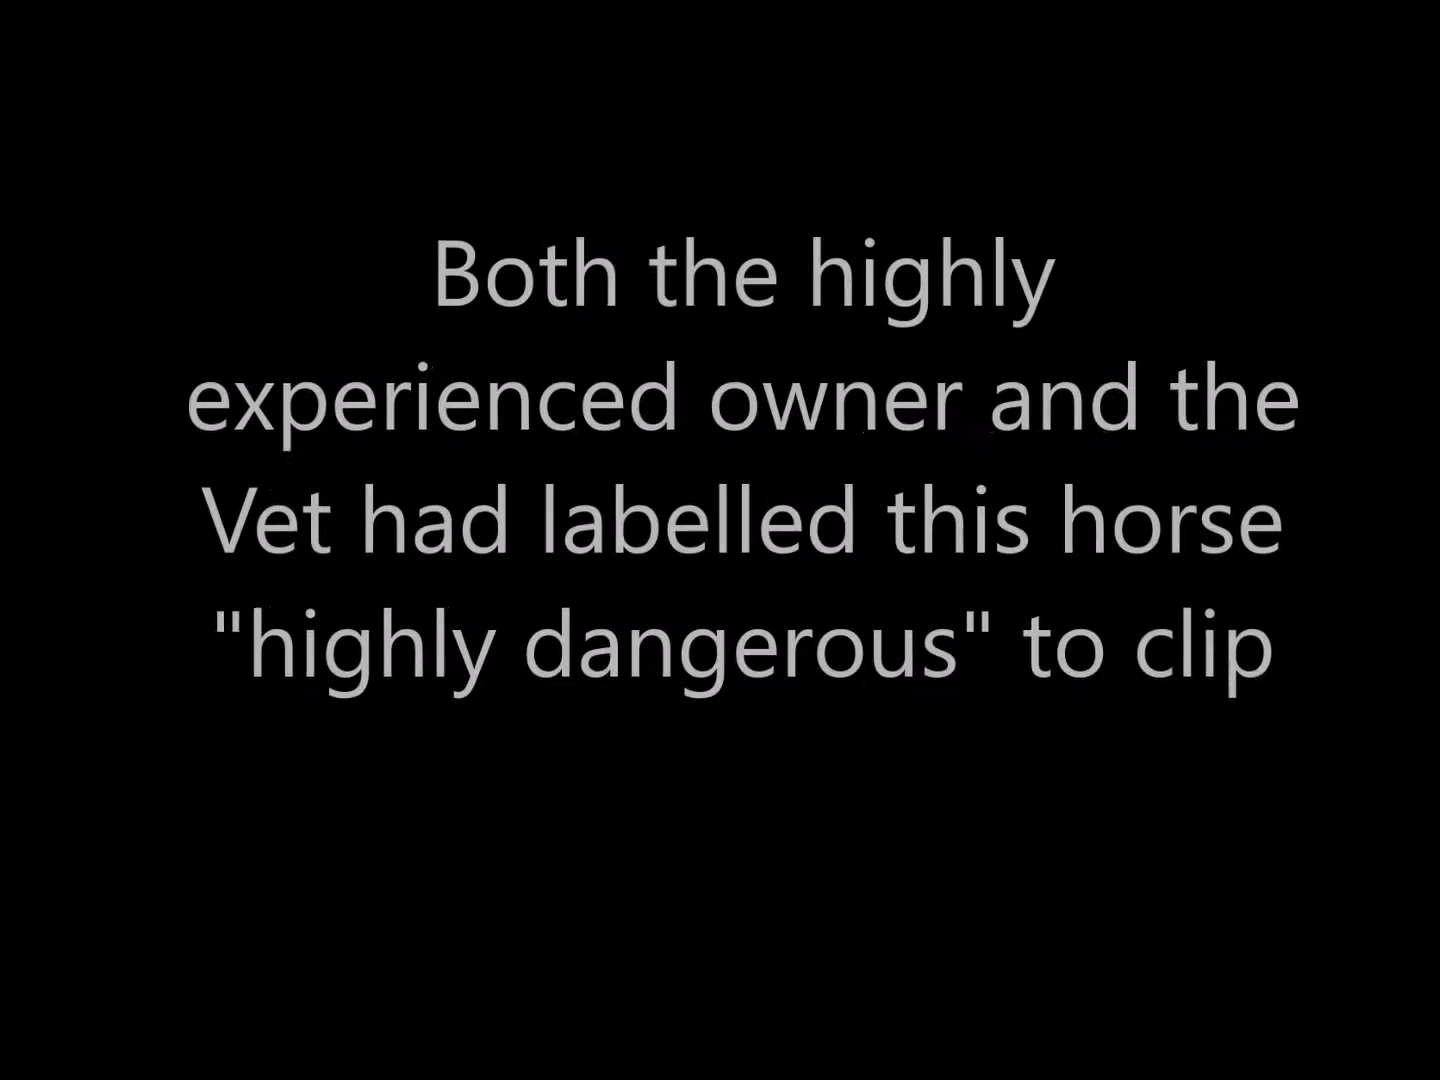 Both the highly
experienced owner and the
Vet had labelled this horse
"highly dangerous" to clip